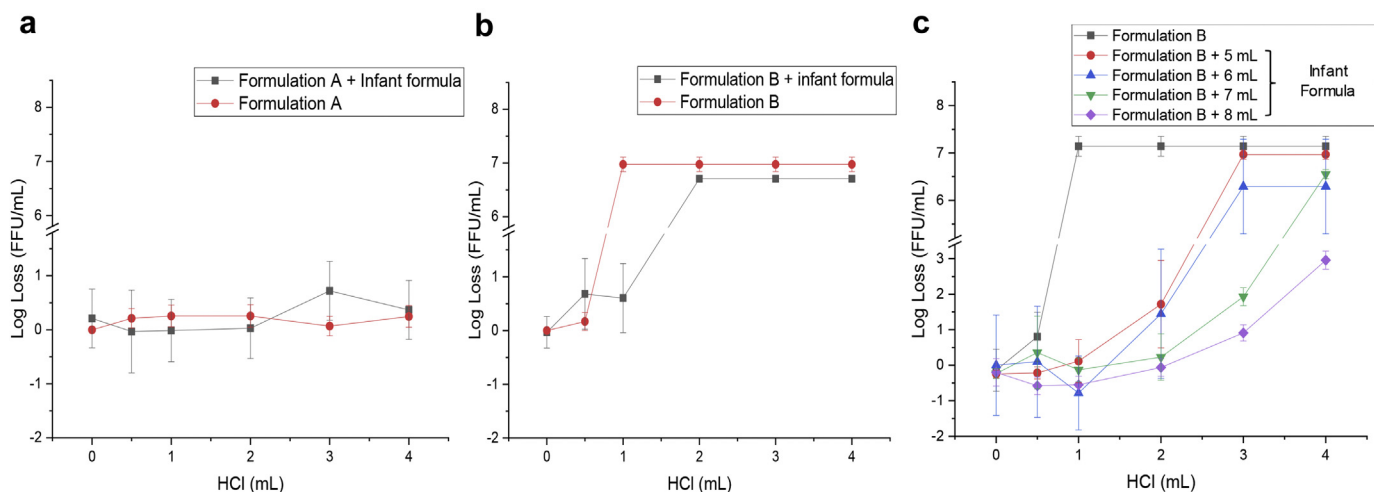 a
Formulation A + Infant formula
Formulation A
Log Loss (FFU/mL)
8
7
6
1
0
-1
-2
0 1 2 3 4
HCl (mL)
b
Formulation B + infant formula
Formulation B
Log Loss (FFU/mL)
8
7
6
1
0
-1
-2
0 1 2 3 4
HCl (mL)
c
Formulation B
Formulation B + 5 mL
Formulation B + 6 mL
Formulation B + 7 mL
Formulation B + 8 mL
Infant
Formula
Log Loss (FFU/mL)
8
7
6
3
2
1
0
-1
-2
0 1 2 3 4
HCl (mL)